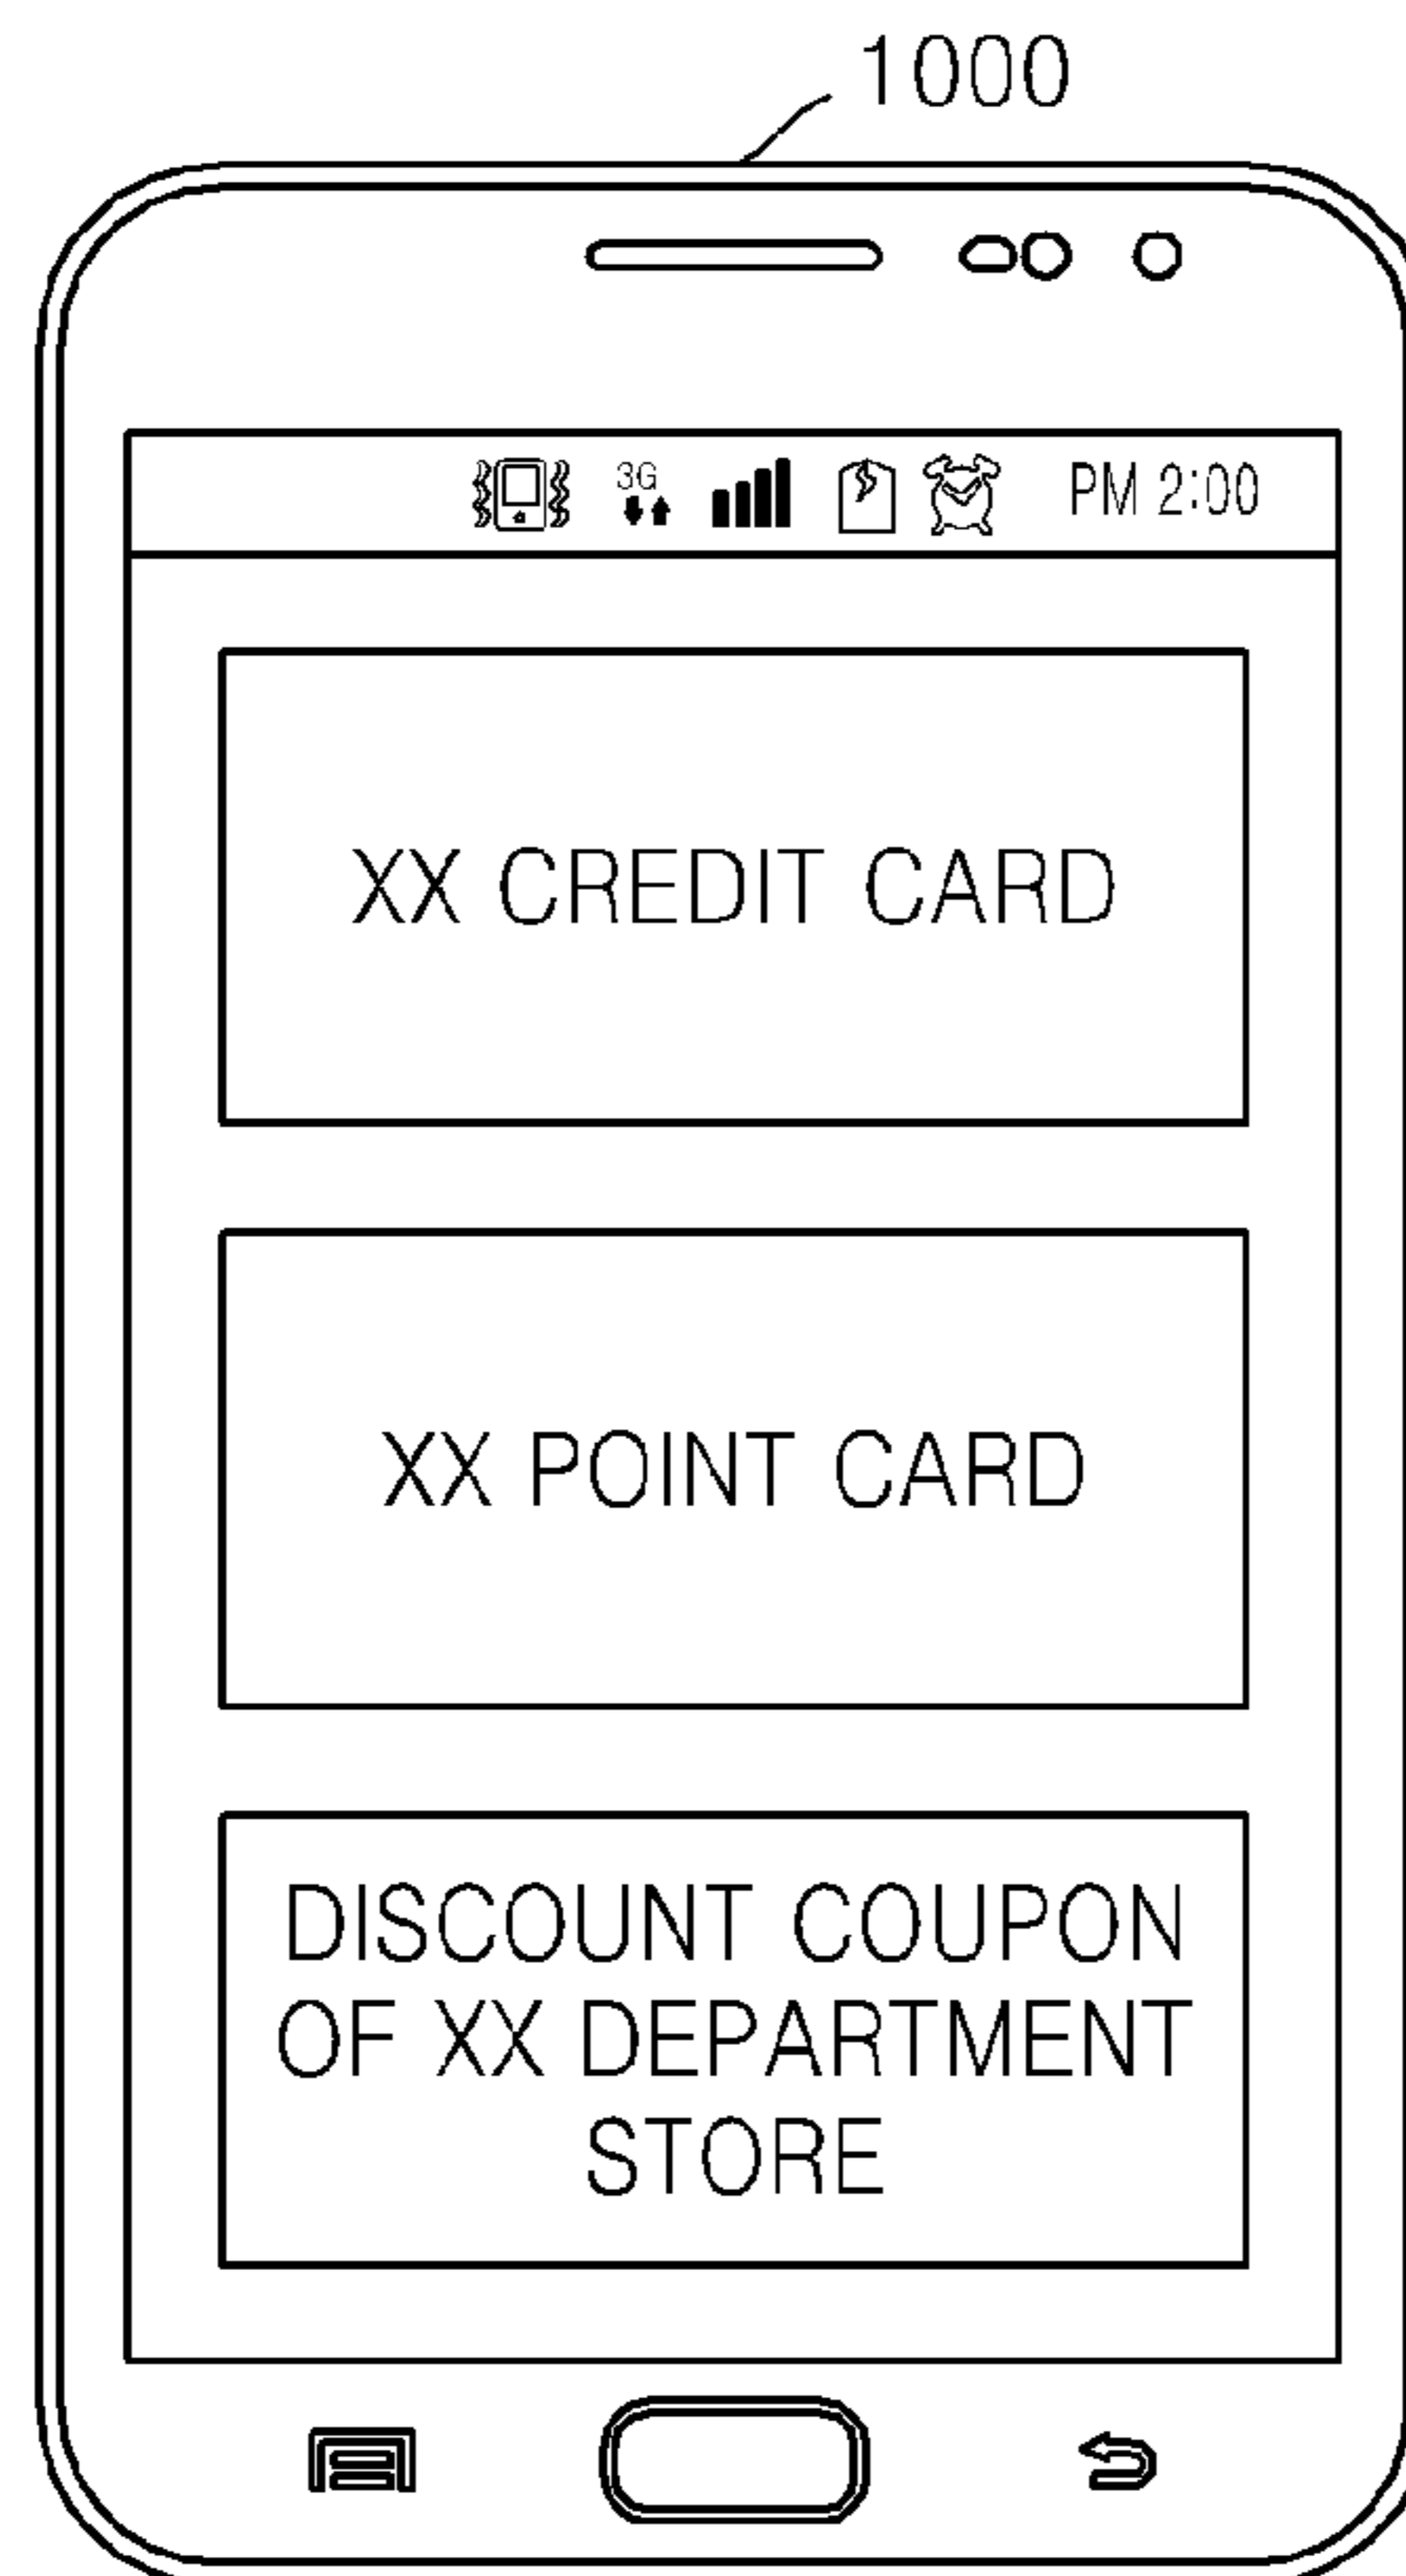 1000
3G
PM 2:00
XX CREDIT CARD
XX POINT CARD
DISCOUNT COUPON
OF XX DEPARTMENT
STORE